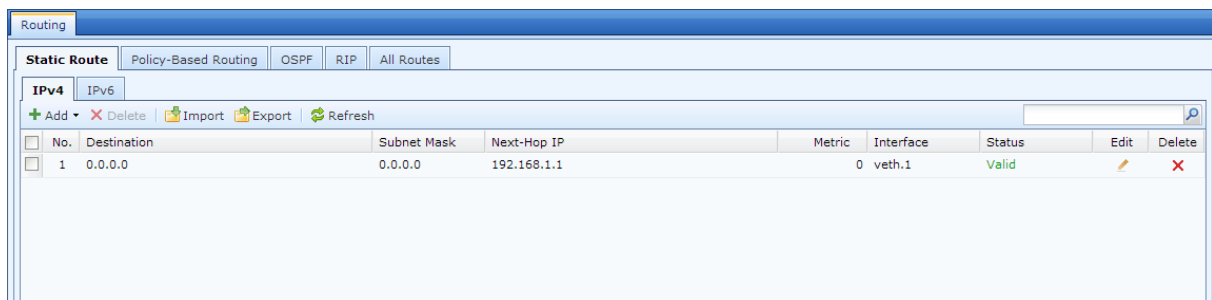 Routing
Static Route Policy-Based Routing OSPF RIP All Routes
IPv4 IPv6
Add Delete Import Export Refresh
No. Destination Subnet Mask Next-Hop IP Metric Interface Status Edit Delete
1 0.0.0.0 0.0.0.0 192.168.1.1 0 veth.1 Valid